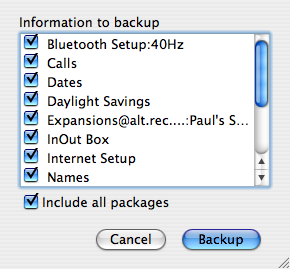 Information to backup
Bluetooth Setup:40Hz
Calls
Dates
Daylight Savings
Expansions@alt.rec....:Paul's S...
InOut Box
Internet Setup
Names
Include all packages
Cancel Backup